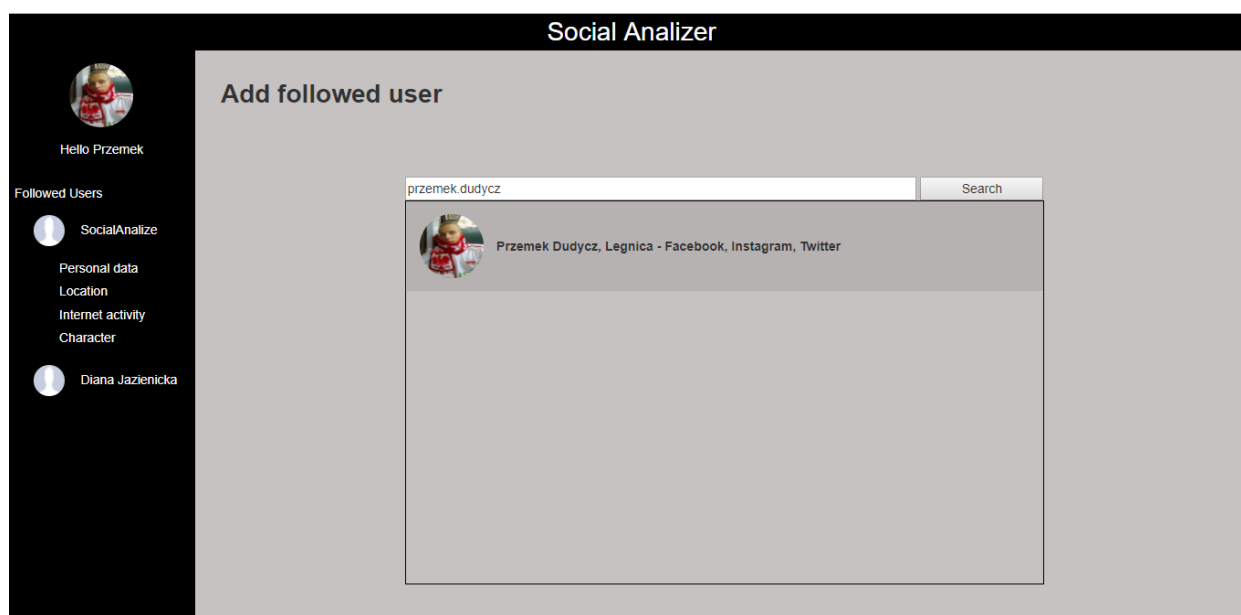 Social Analizer
Hello Przemek
Followed Users
SocialAnalize
Personal data
Location
Internet activity
Character
Diana Jazienicka
Add followed user
przemek.dudycz
Search
Przemek Dudycz, Legnica - Facebook, Instagram, Twitter